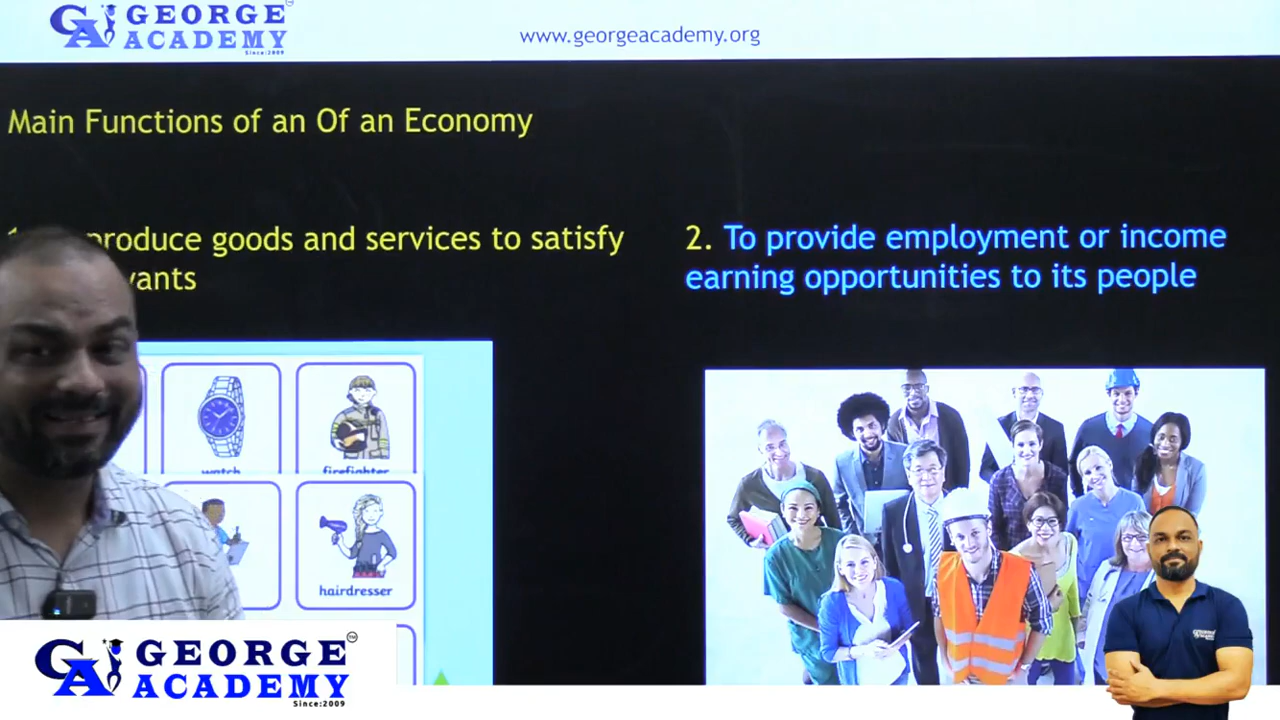 GEORGE
ACADEMY
Since:2009
www.georgeacademy.org
Main Functions of an Of an Economy
produce goods and services to satisfy
2. To provide employment or income
earning opportunities to its people
watch
firefighter
hairdresser
GEORGE
ACADEMY
Since:2009